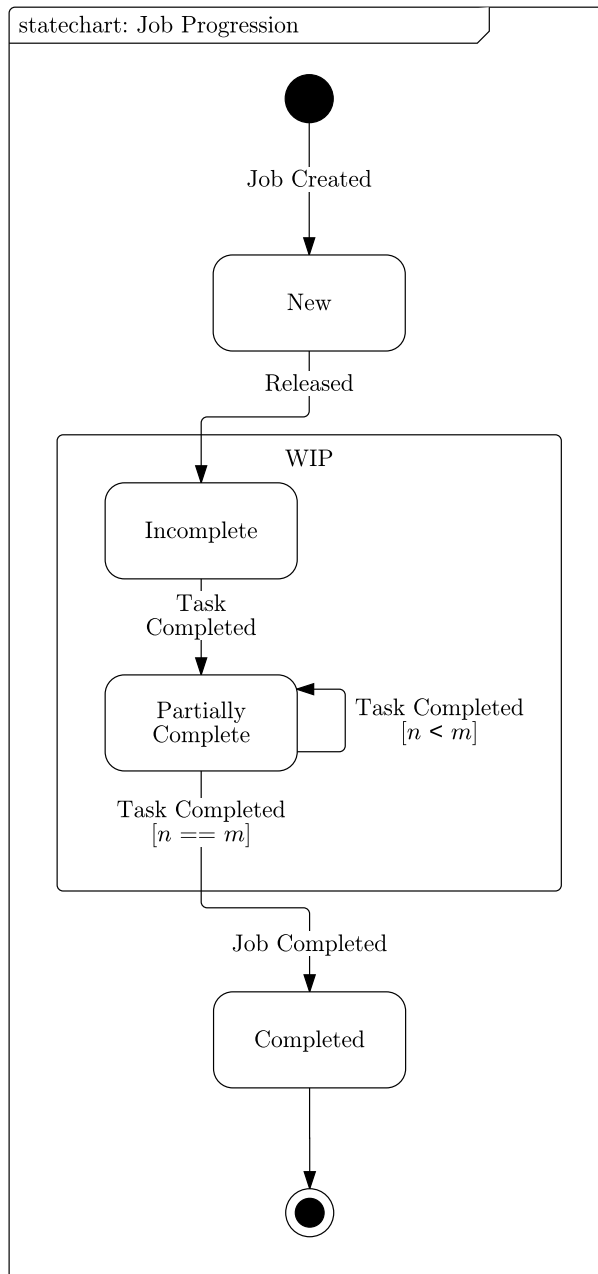 statechart: Job Progression
Job Created
New
Released
WIP
Incomplete
Task
Completed
Partially
Complete
Task Completed
[n < m]
Task Completed
[n == m]
Job Completed
Completed